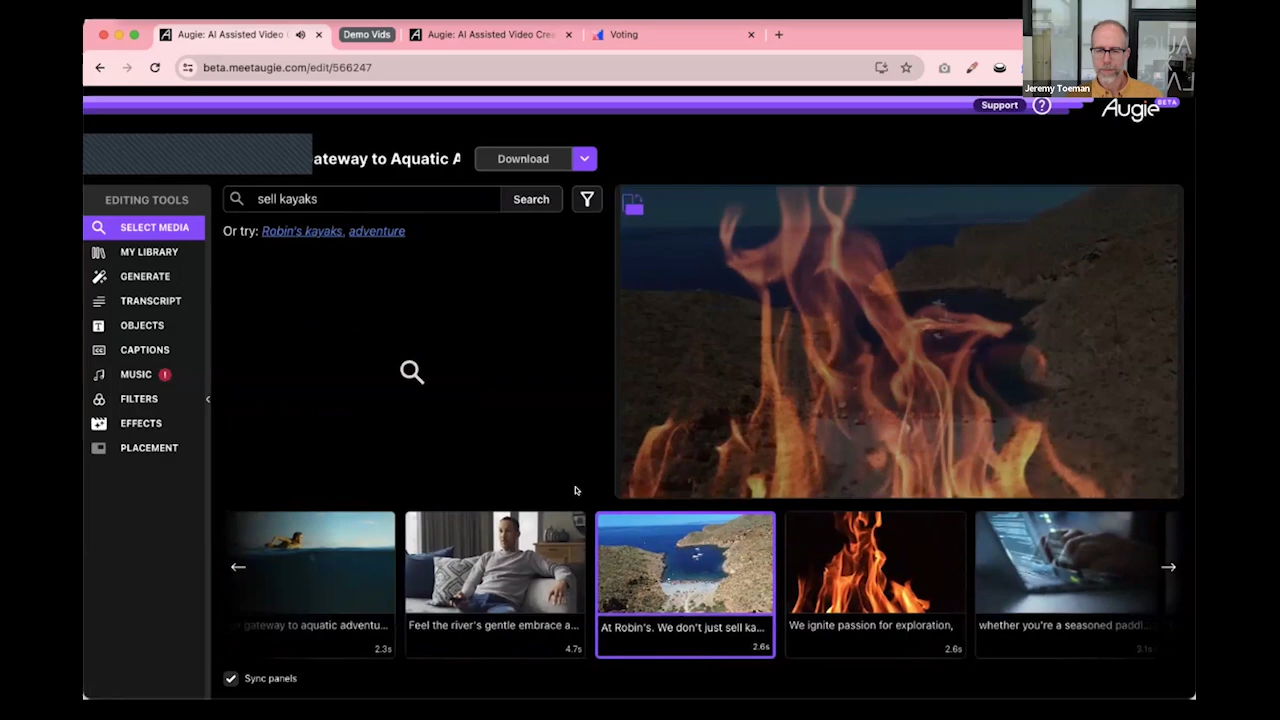 Augie: AI Assisted Video
Demo Vids
Augie: AI Assisted Video Crea
Voting
beta.meetaugie.com/edit/566247
Jeremy Toeman
Support
?
Augie BETA
ateway to Aquatic A
Download
EDITING TOOLS
SELECT MEDIA
MY LIBRARY
GENERATE
TRANSCRIPT
OBJECTS
CAPTIONS
MUSIC !
FILTERS
EFFECTS
PLACEMENT
sell kayaks
Search
Or try: Robin's kayaks, adventure
gateway to aquatic adventu...
2.3s
Feel the river's gentle embrace a...
4.7s
At Robin's. We don't just sell ka...
2.6s
We ignite passion for exploration,
2.6s
whether you're a seasoned paddl...
3.1s
Sync panels